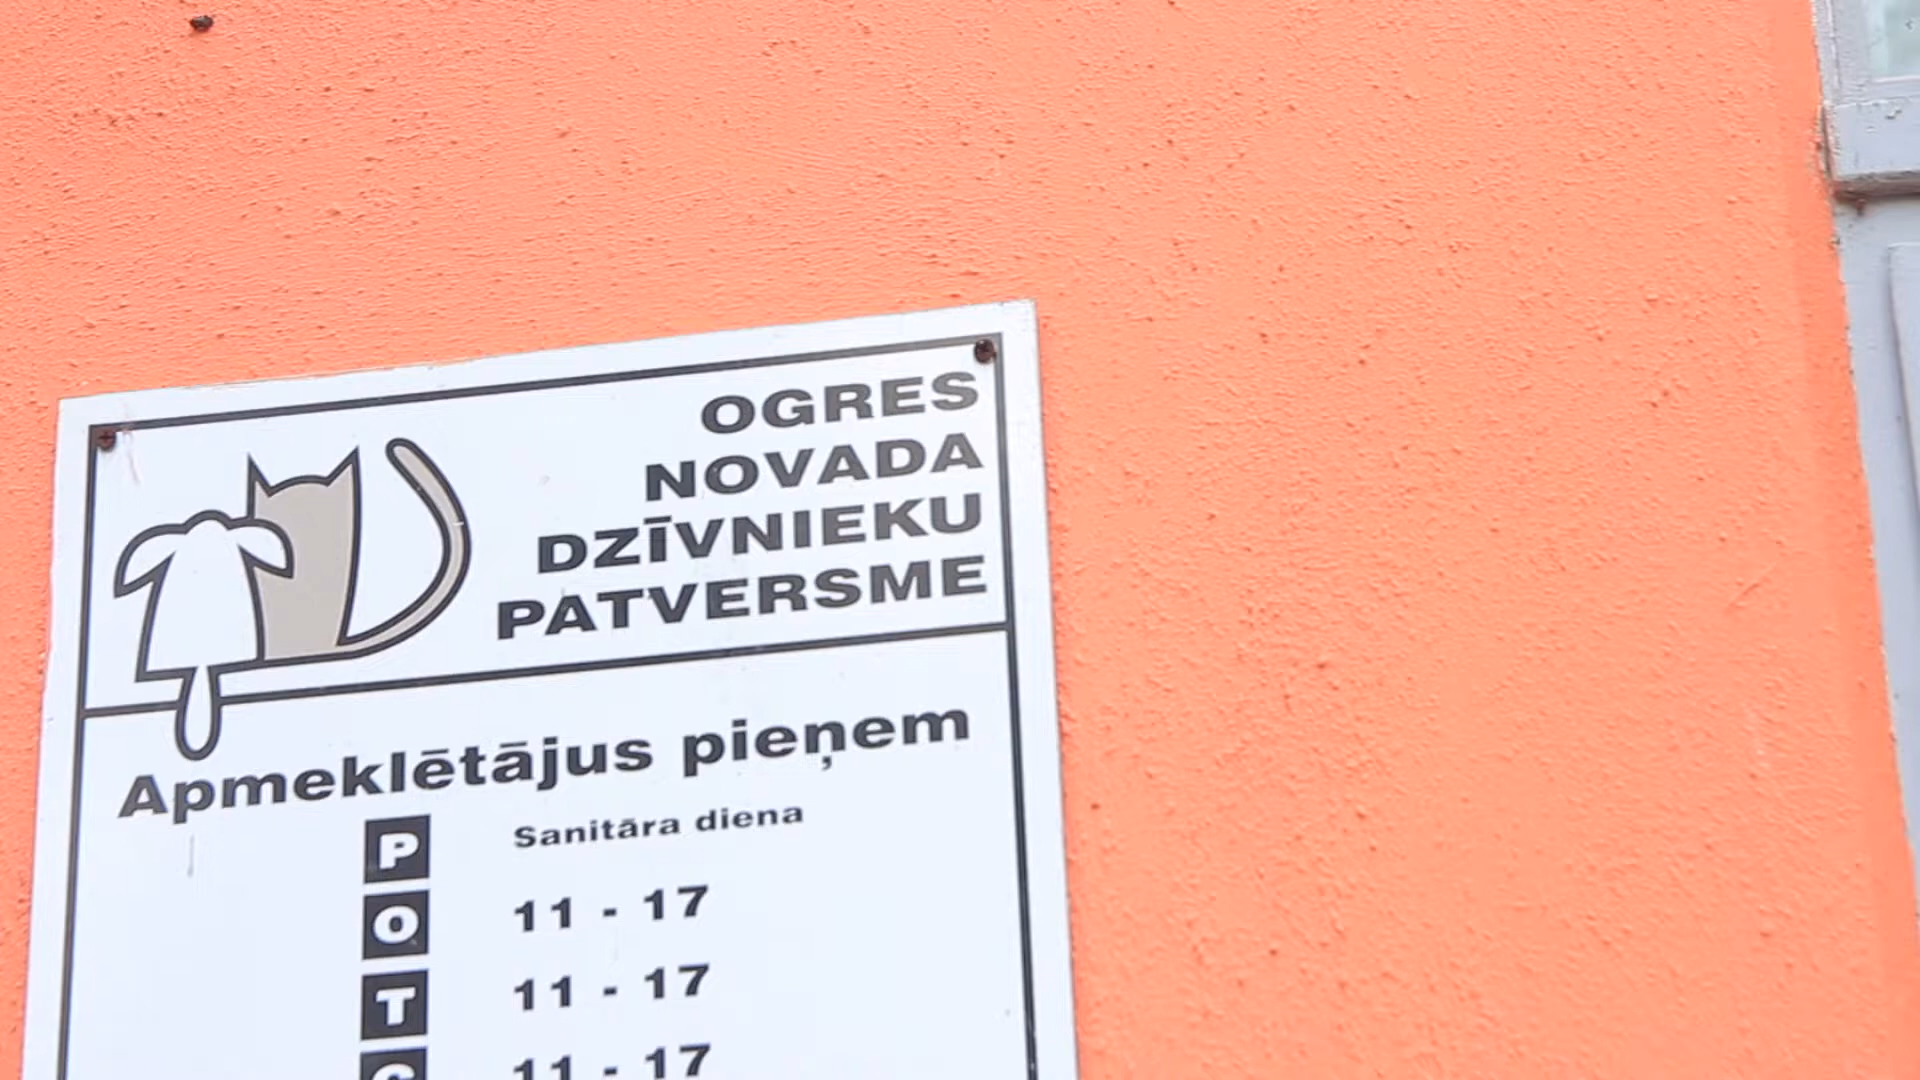 OGRES
NOVADA
DZĪVNIEKU
PATVERSME
Apmeklētājus pieņem
P Sanitāra diena
O 11 - 17
T 11 - 17
C 11 - 17